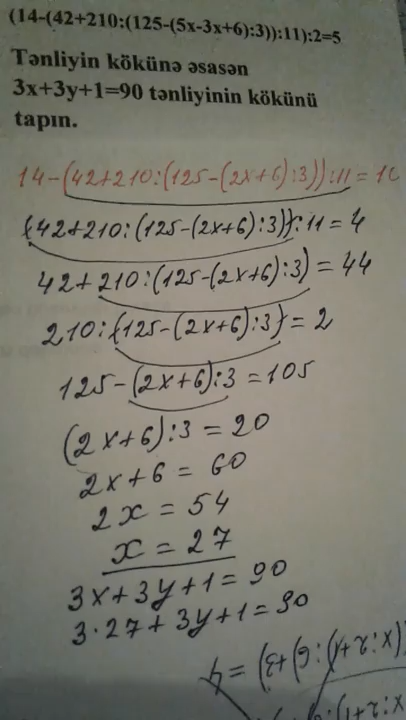 (14-(42+210:(125-(5x-3x+6):3)):11):2=5
Tənliyin kökünə əsasən
3x+3y+1=90 tənliyinin kökünü
tapın.
14-(42+210:(125-(2x+6):3)):11=10
(42+210:(125-(2x+6):3)):11=4
42+210:(125-(2x+6):3)=44
210:(125-(2x+6):3)=2
125-(2x+6):3=105
(2x+6):3=20
2x+6=60
2x=54
x=27
3x+3y+1=90
3·27+3y+1=90